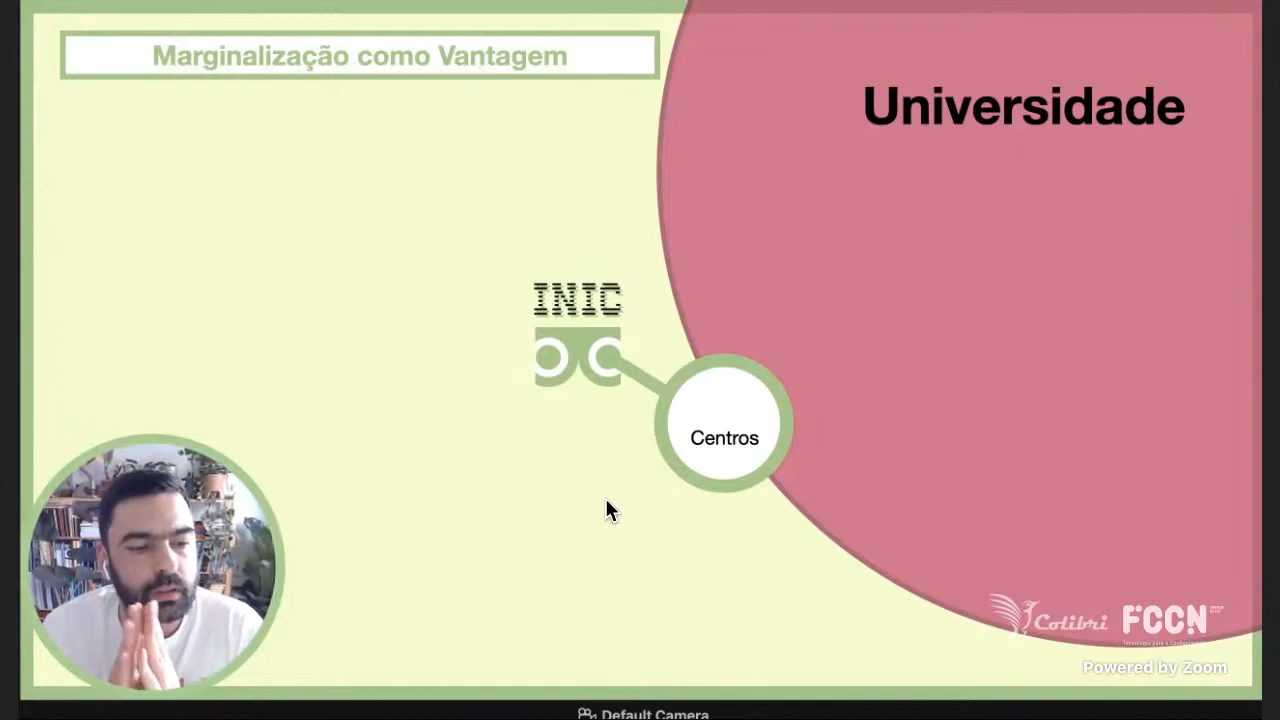 Marginalização como Vantagem
Universidade
INIC
Centros
Colibri FCCN
Powered by Zoom
Default Camera